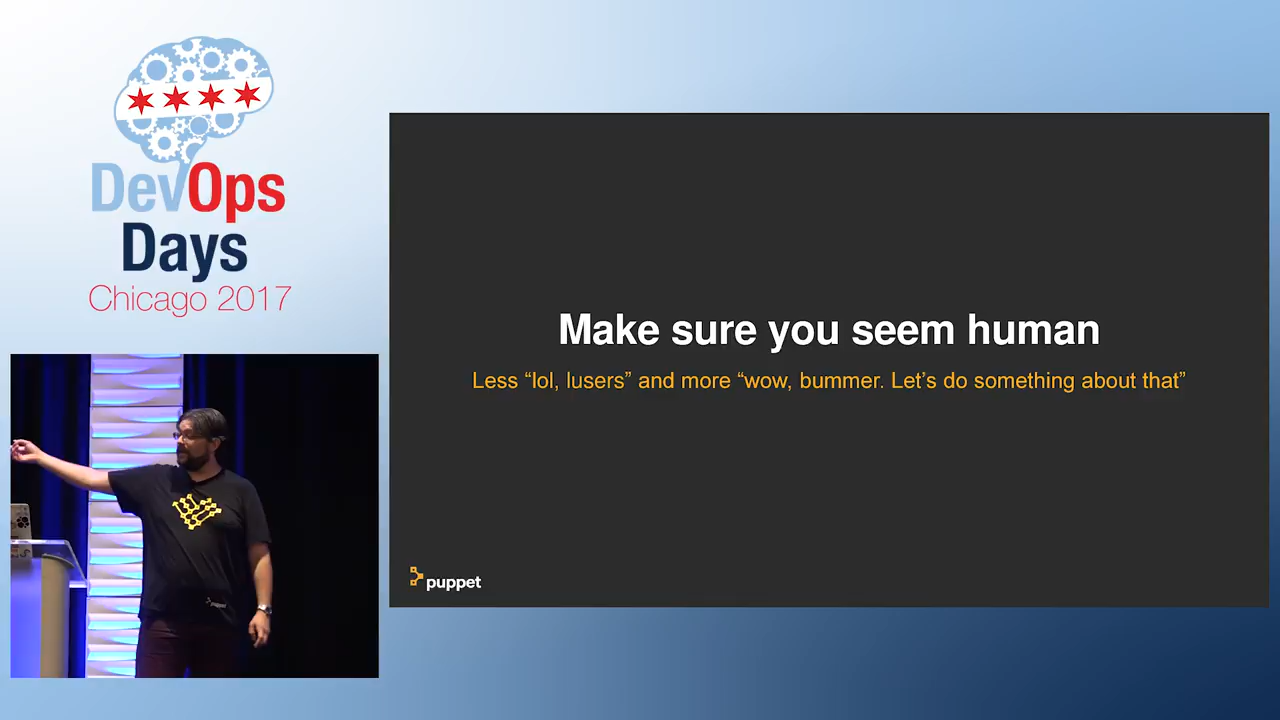 DevOps
Days
Chicago 2017
Make sure you seem human
Less “lol, lusers” and more “wow, bummer. Let’s do something about that”
puppet
puppet